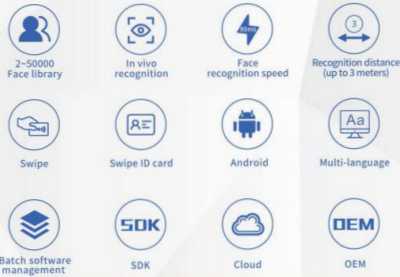 80ms
3
2~50000
Face library
In vivo
recognition
Face
recognition speed
Recognition distance
(up to 3 meters)
Aa
Swipe
Swipe ID card
Android
Multi-language
SDK
OEM
Batch software
management
SDK
Cloud
OEM